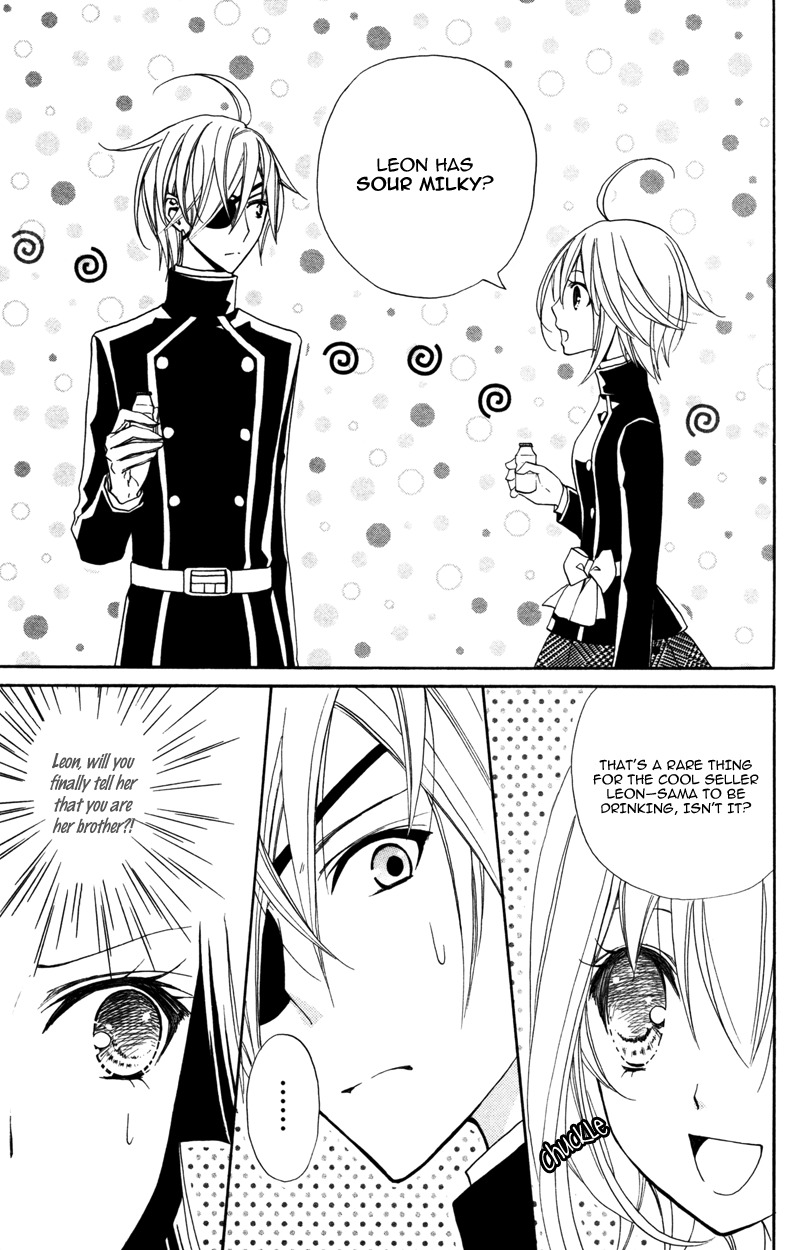 LEON HAS
SOUR MILKY?
THAT'S A RARE THING
FOR THE COOL SELLER
LEON-SAMA TO BE
DRINKING, ISN'T IT?
chuckle
......
Leon, will you
finally tell her
that you are
her brother?!